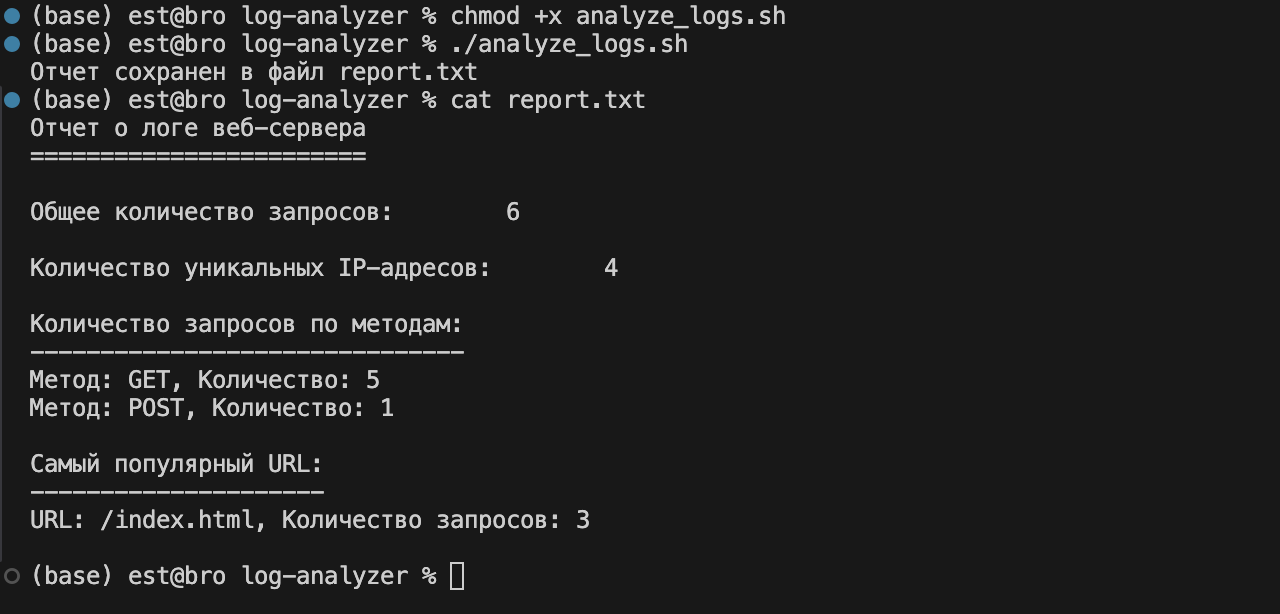 (base) est@bro log-analyzer % chmod +x analyze_logs.sh
(base) est@bro log-analyzer % ./analyze_logs.sh
Отчет сохранен в файл report.txt
(base) est@bro log-analyzer % cat report.txt
Отчет о логе веб-сервера
========================
Общее количество запросов:        6
Количество уникальных IP-адресов:        4
Количество запросов по методам:
-------------------------------
Метод: GET, Количество: 5
Метод: POST, Количество: 1
Самый популярный URL:
---------------------
URL: /index.html, Количество запросов: 3
(base) est@bro log-analyzer %